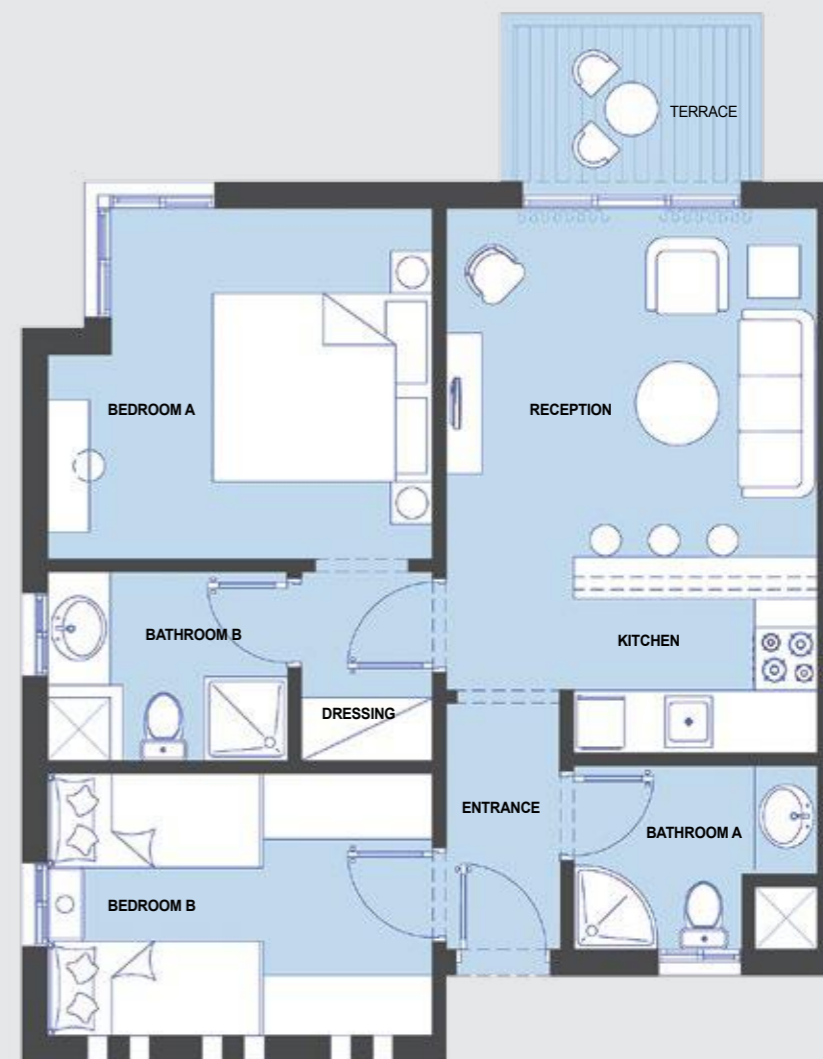 TERRACE
BEDROOM A
RECEPTION
BATHROOM B
KITCHEN
DRESSING
ENTRANCE
BATHROOM A
BEDROOM B